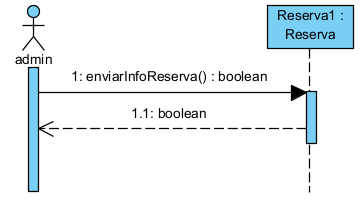 Reserva1 :
Reserva
admin
1: enviarInfoReserva() : boolean
1.1: boolean